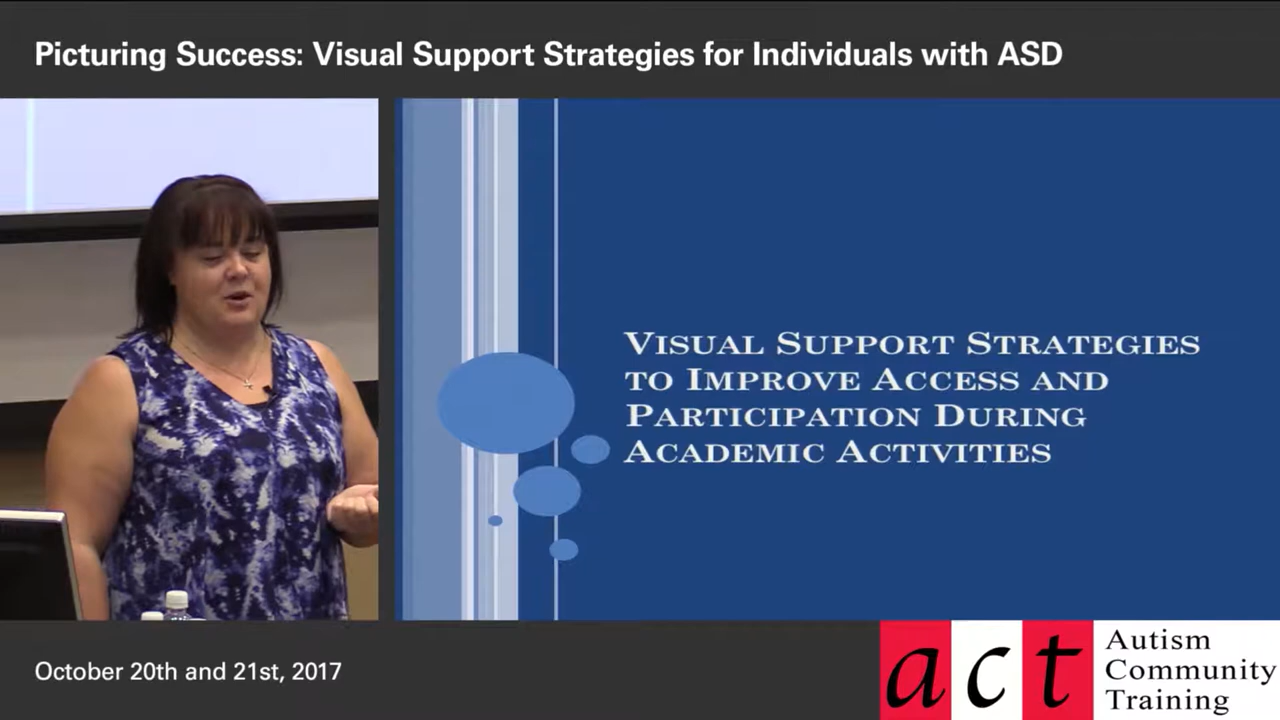 Picturing Success: Visual Support Strategies for Individuals with ASD
VISUAL SUPPORT STRATEGIES
TO IMPROVE ACCESS AND
PARTICIPATION DURING
ACADEMIC ACTIVITIES
October 20th and 21st, 2017
act
Autism
Community
Training